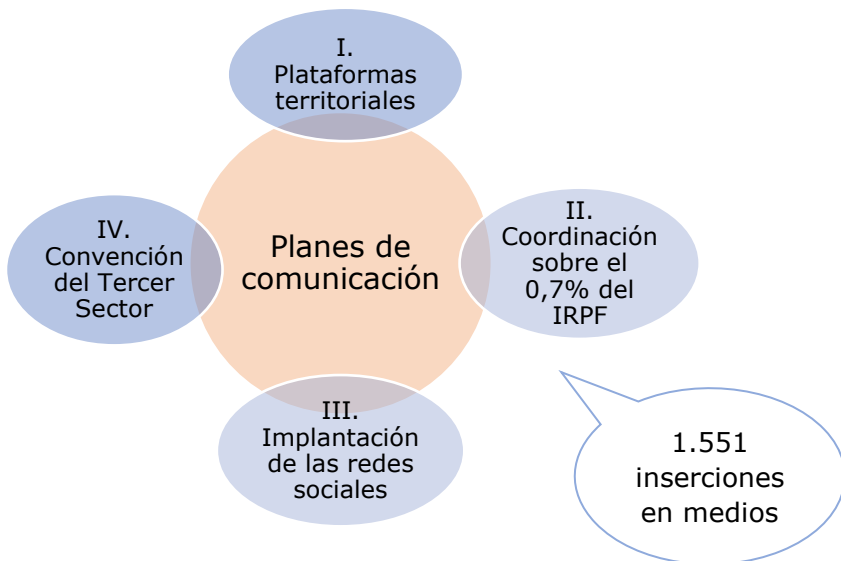 I.
Plataformas
territoriales
IV.
Convención
del Tercer
Sector
Planes de
comunicación
II.
Coordinación
sobre el
0,7% del
IRPF
III.
Implantación
de las redes
sociales
1.551
inserciones
en medios